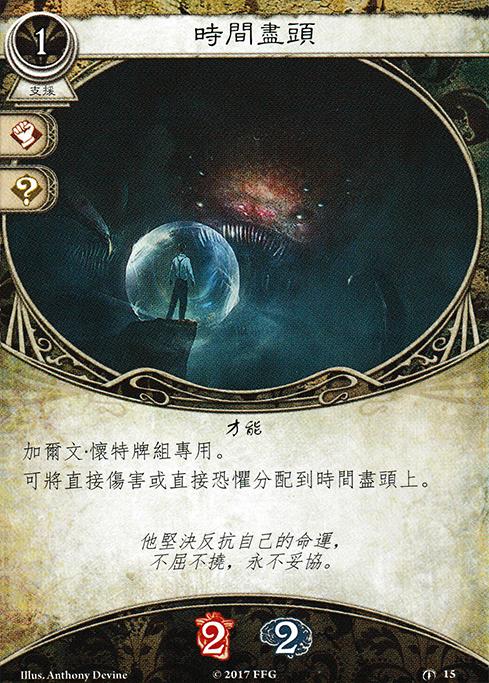 時間盡頭
1
支援
?
才能
加爾文·懷特牌組專用。
可將直接傷害或直接恐懼分配到時間盡頭上。
他堅決反抗自己的命運，
不屈不撓，永不妥協。
2 2
Illus. Anthony Devine © 2017 FFG 15